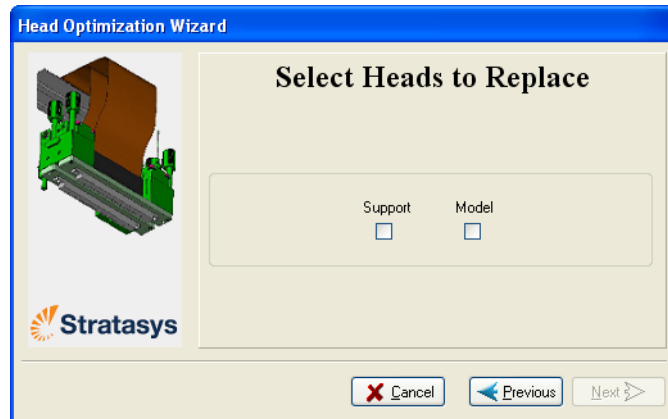 Head Optimization Wizard
Select Heads to Replace
Support Model
Stratasys
Cancel Previous Next